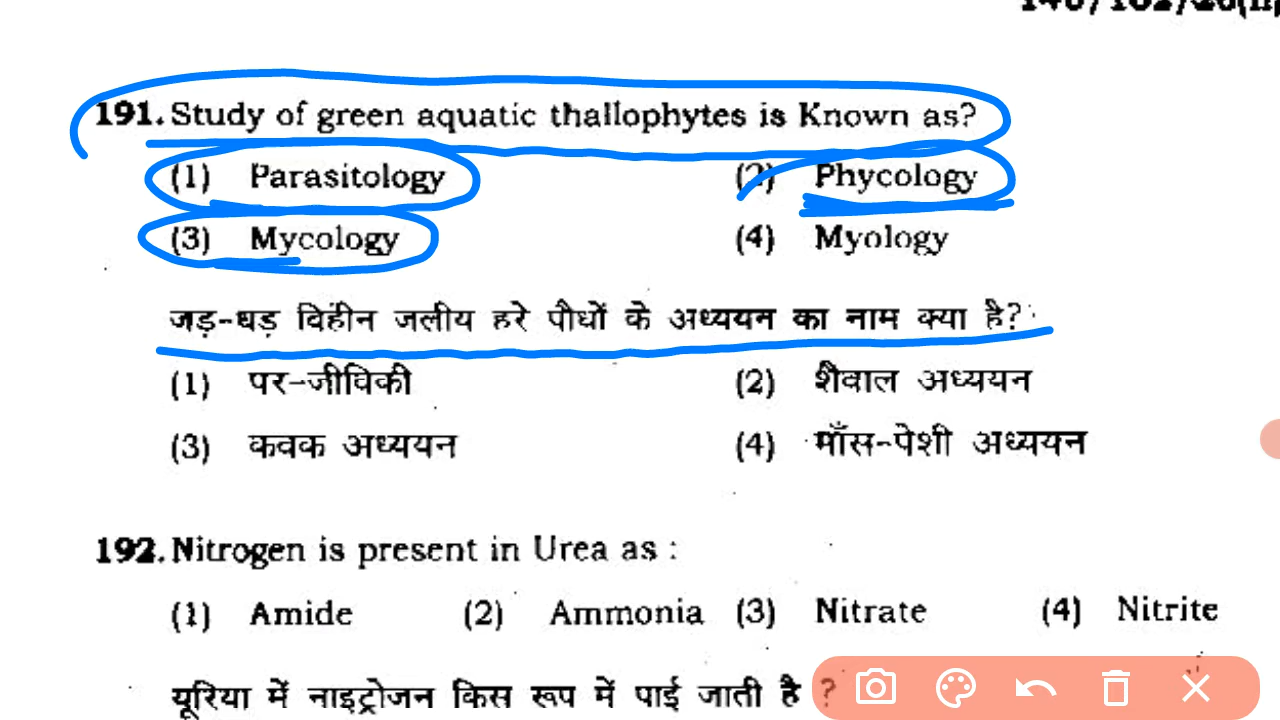 191. Study of green aquatic thallophytes is Known as?
(1) Parasitology (2) Phycology
(3) Mycology (4) Myology
जड़-धड़ विहीन जलीय हरे पौधों के अध्ययन का नाम क्या है?
(1) पर-जीविकी (2) शैवाल अध्ययन
(3) कवक अध्ययन (4) माँस-पेशी अध्ययन
192. Nitrogen is present in Urea as :
(1) Amide (2) Ammonia (3) Nitrate (4) Nitrite
यूरिया में नाइट्रोजन किस रूप में पाई जाती है ?